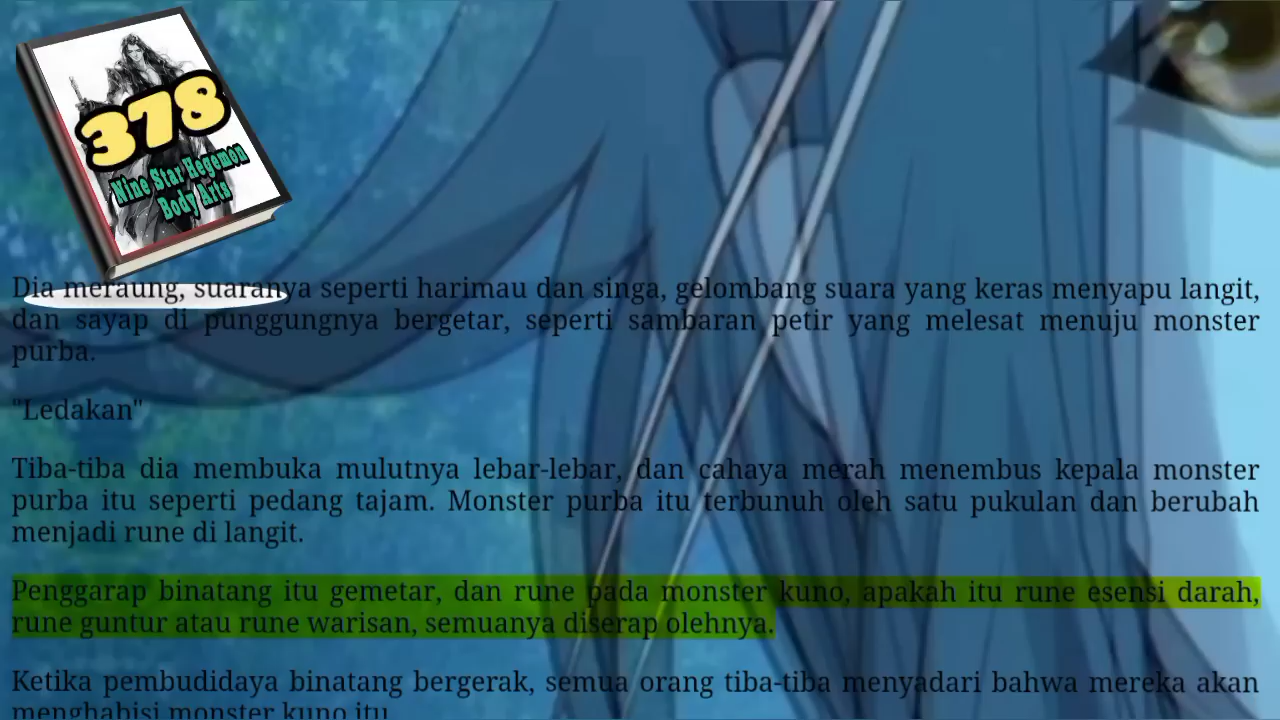 378
Nine Star Hegemon
Body Arts
Dia meraung, suaranya seperti harimau dan singa, gelombang suara yang keras menyapu langit,
dan sayap di punggungnya bergetar, seperti sambaran petir yang melesat menuju monster
purba.
"Ledakan"
Tiba-tiba dia membuka mulutnya lebar-lebar, dan cahaya merah menembus kepala monster
purba itu seperti pedang tajam. Monster purba itu terbunuh oleh satu pukulan dan berubah
menjadi rune di langit.
Penggarap binatang itu gemetar, dan rune pada monster kuno, apakah itu rune esensi darah,
rune guntur atau rune warisan, semuanya diserap olehnya.
Ketika pembudidaya binatang bergerak, semua orang tiba-tiba menyadari bahwa mereka akan
menghabisi monster kuno itu